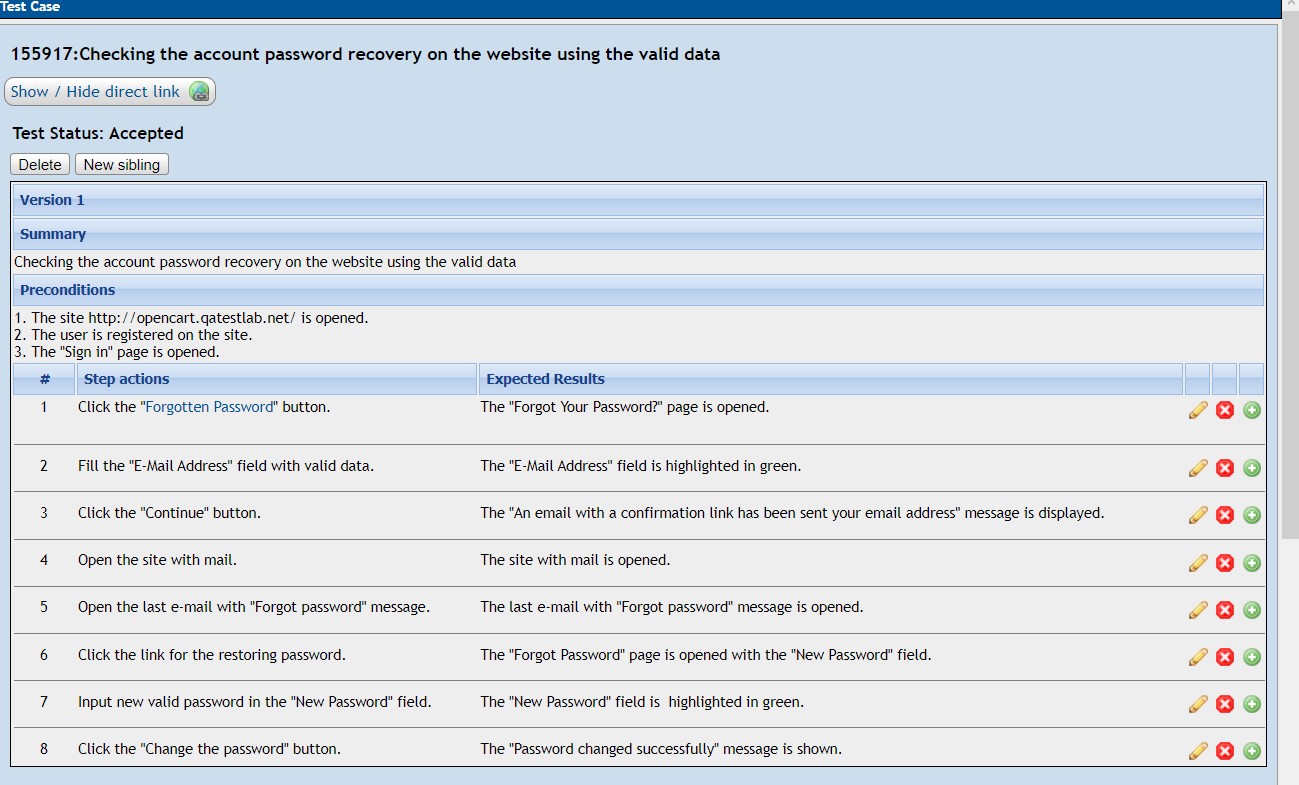 Test Case
155917:Checking the account password recovery on the website using the valid data
Show / Hide direct link
Test Status: Accepted
Delete New sibling
Version 1
Summary
Checking the account password recovery on the website using the valid data
Preconditions
1. The site http://opencart.qatestlab.net/ is opened.
2. The user is registered on the site.
3. The "Sign in" page is opened.
# Step actions Expected Results
1 Click the "Forgotten Password" button. The "Forgot Your Password?" page is opened.
2 Fill the "E-Mail Address" field with valid data. The "E-Mail Address" field is highlighted in green.
3 Click the "Continue" button. The "An email with a confirmation link has been sent your email address" message is displayed.
4 Open the site with mail. The site with mail is opened.
5 Open the last e-mail with "Forgot password" message. The last e-mail with "Forgot password" message is opened.
6 Click the link for the restoring password. The "Forgot Password" page is opened with the "New Password" field.
7 Input new valid password in the "New Password" field. The "New Password" field is  highlighted in green.
8 Click the "Change the password" button. The "Password changed successfully" message is shown.